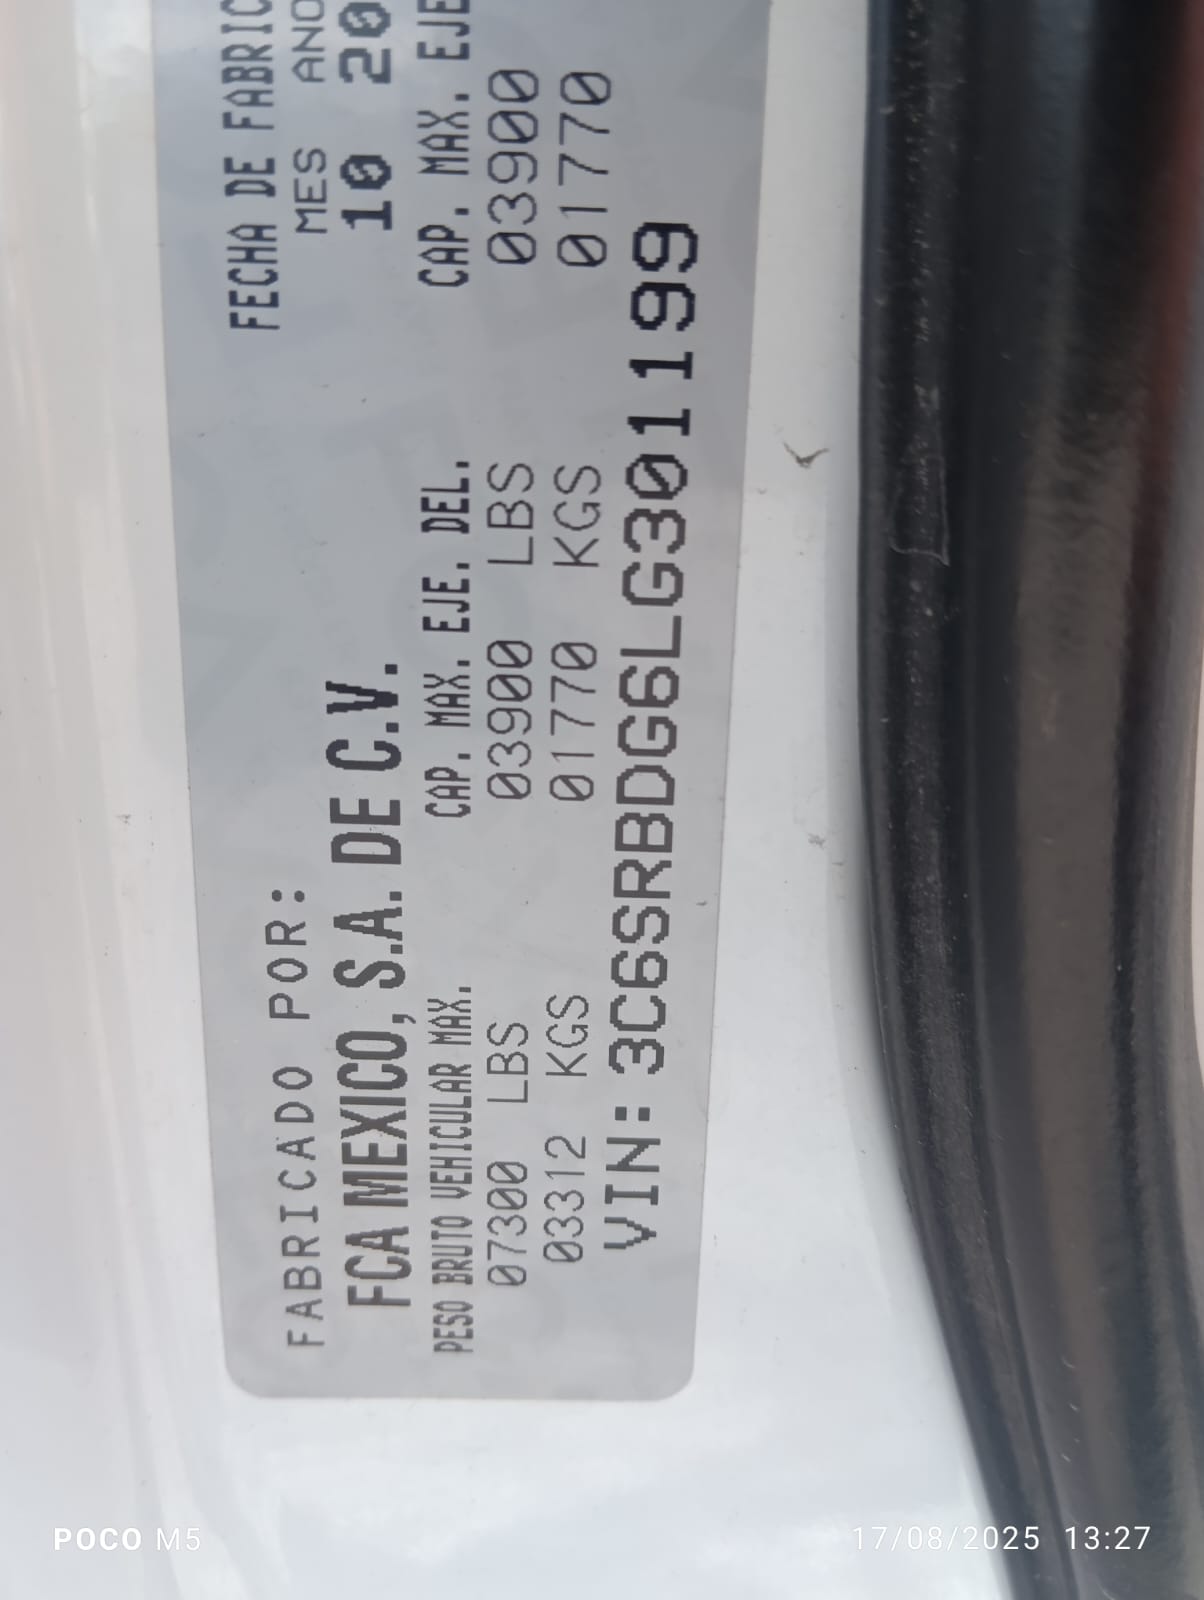 FABRICADO POR:
FCA MEXICO, S.A. DE C.V.
FECHA DE FABRIC
MES ANO
10 20
PESO BRUTO VEHICULAR MAX. CAP. MAX. EJE. DEL. CAP. MAX. EJE
07300 LBS 03900 LBS 03900
03312 KGS 01770 KGS 01770
VIN: 3C6SRBDG6LG301199
POCO M5
17/08/2025 13:27